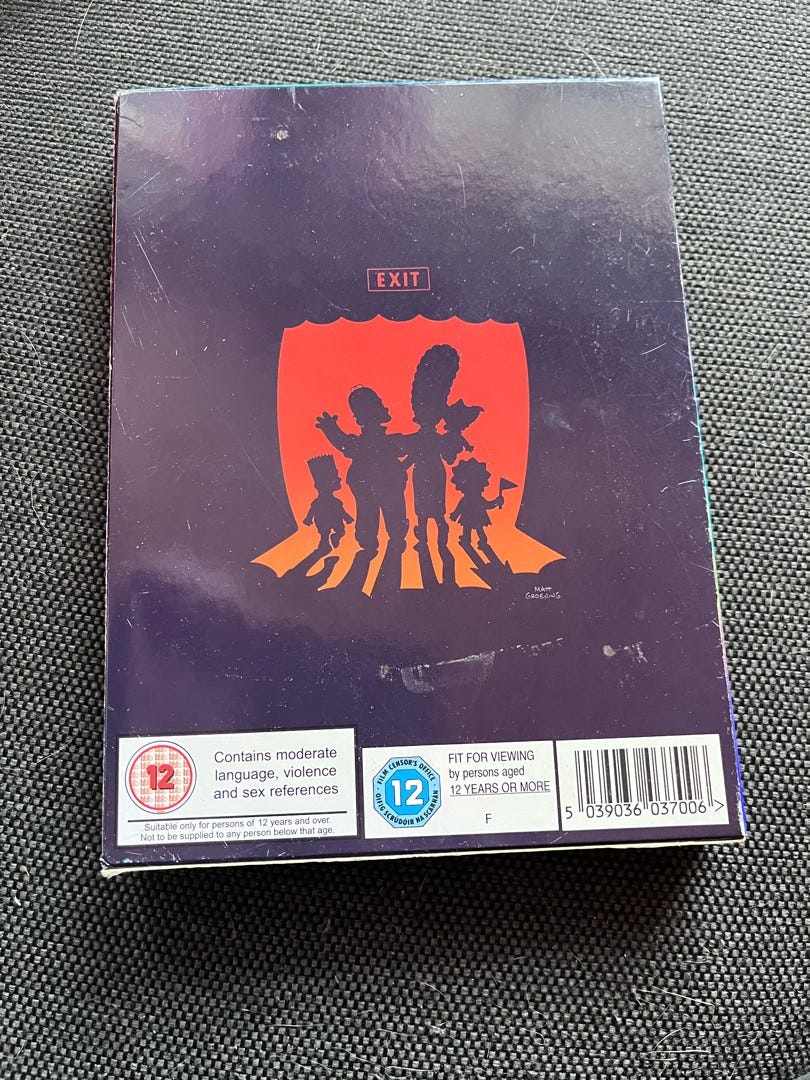 EXIT
MATT
GROENING
12
Contains moderate
language, violence
and sex references
Suitable only for persons of 12 years and over.
Not to be supplied to any person below that age.
FILM CENSOR'S OFFICE
12
OIFIG SCRÚDÓIR NA SCANNÁN
FIT FOR VIEWING
by persons aged
12 YEARS OR MORE
F
5 039036 037006 >